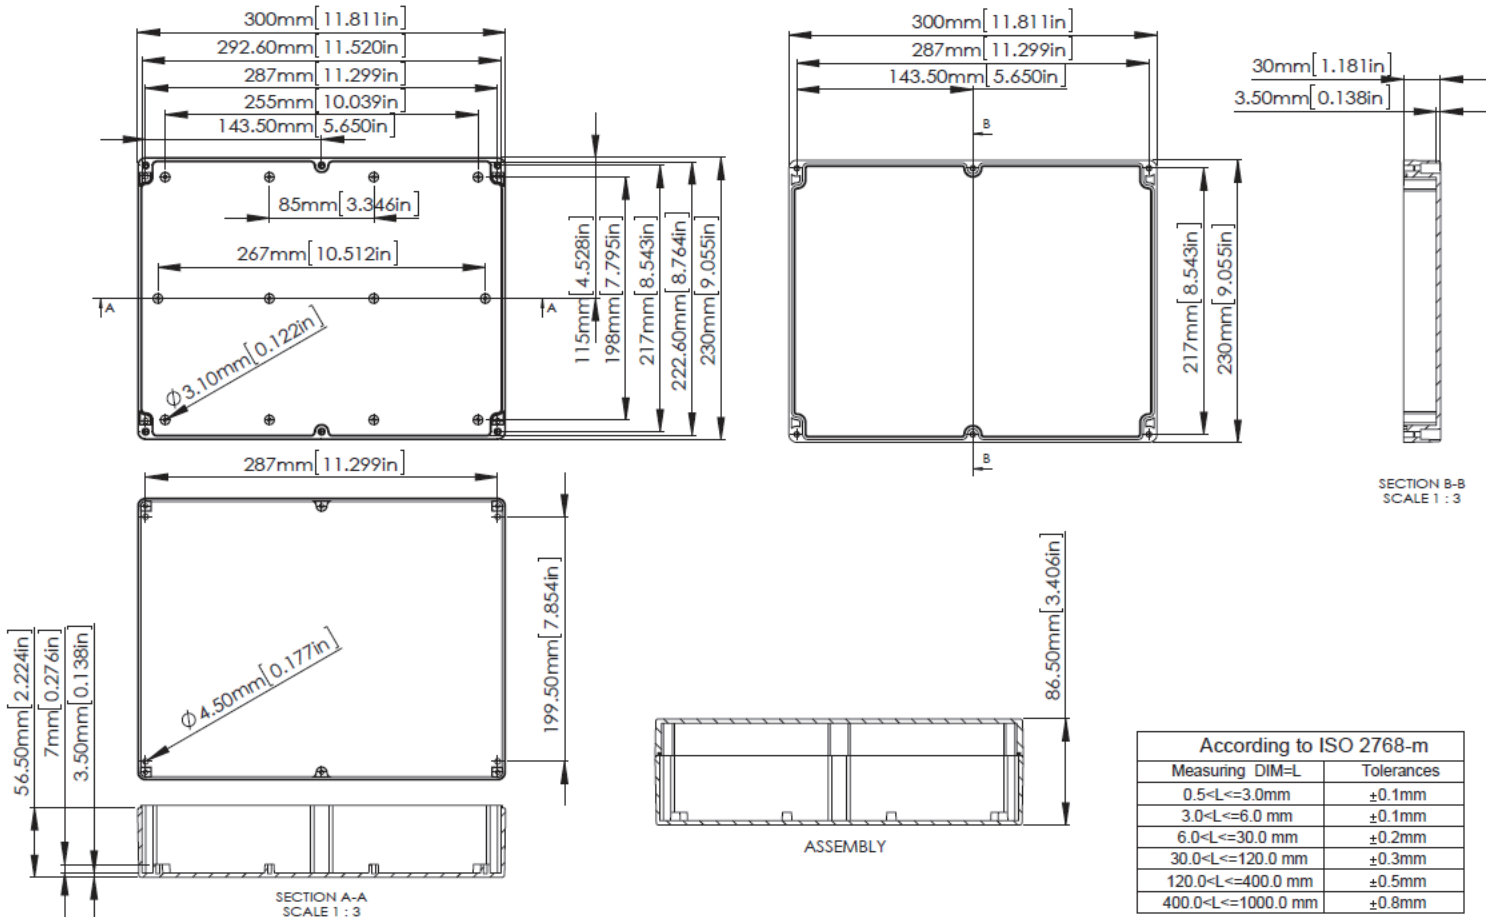 300mm[11.811in]
292.60mm[11.520in]
287mm[11.299in]
255mm[10.039in]
143.50mm[5.650in]
85mm[3.346in]
267mm[10.512in]
A
A
Ø3.10mm[0.122in]
115mm[4.528in]
198mm[7.795in]
217mm[8.543in]
222.60mm[8.764in]
230mm[9.055in]
300mm[11.811in]
287mm[11.299in]
143.50mm[5.650in]
B
B
217mm[8.543in]
230mm[9.055in]
30mm[1.181in]
3.50mm[0.138in]
SECTION B-B
SCALE 1 : 3
287mm[11.299in]
Ø4.50mm[0.177in]
199.50mm[7.854in]
56.50mm[2.224in]
7mm[0.276in]
3.50mm[0.138in]
SECTION A-A
SCALE 1 : 3
86.50mm[3.406in]
ASSEMBLY
According to ISO 2768-m
Measuring DIM=L Tolerances
0.5<L<=3.0mm ±0.1mm
3.0<L<=6.0 mm ±0.1mm
6.0<L<=30.0 mm ±0.2mm
30.0<L<=120.0 mm ±0.3mm
120.0<L<=400.0 mm ±0.5mm
400.0<L<=1000.0 mm ±0.8mm